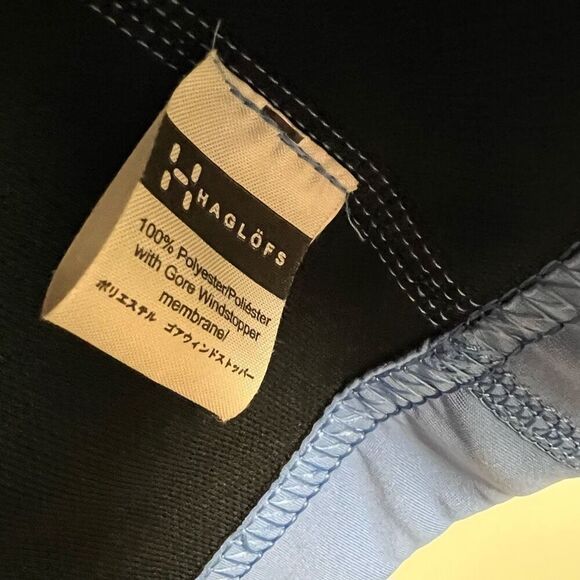 HAGLÖFS
100% Polyester/Poliéster
with Gore Windstopper
membrane/
ポリエステル ゴアウィンドストッパー